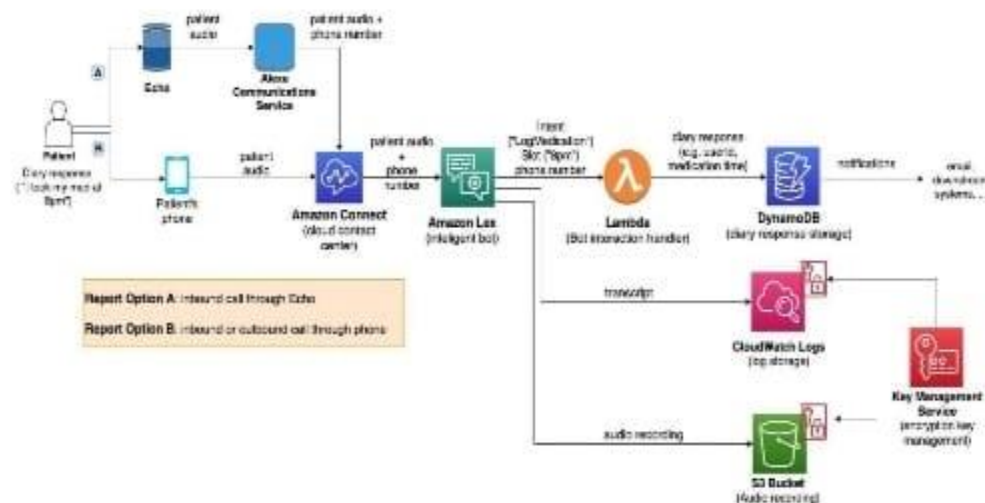 patient
audio
patient audio +
phone number
A
Echo
Alexa
Communications
Service
Patient
B
Diary response
("I took my med at
8pm")
Patient's
phone
patient
audio
Amazon Connect
(cloud contact
center)
patient audio
+
phone
number
Amazon Lex
(inteligent bot)
Intent
("LogMedication")
Slot ("8pm")
phone number
Lambda
(Bot interaction handler)
diary response
(e.g. userId,
medication time)
DynamoDB
(diary response storage)
notifications
email,
downstream
systems...
Report Option A: inbound call through Echo
Report Option B: inbound or outbound call through phone
transcript
CloudWatch Logs
(log storage)
Key Management
Service
(encryption key
management)
audio recording
S3 Bucket
(Audio recording)